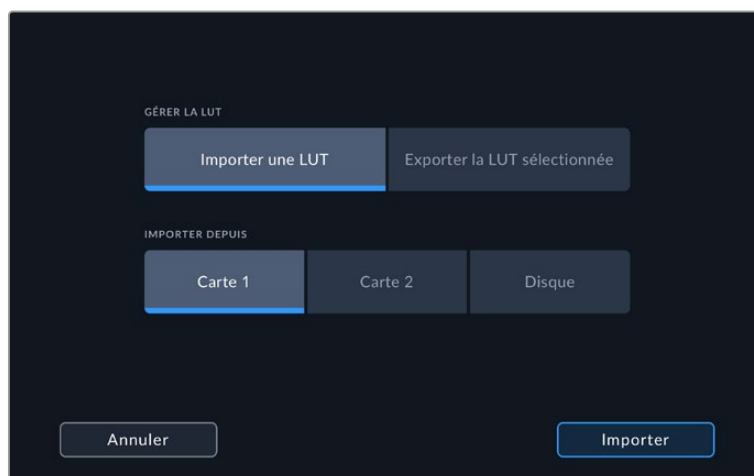 GÉRER LA LUT
Importer une LUT
Exporter la LUT sélectionnée
IMPORTER DEPUIS
Carte 1
Carte 2
Disque
Annuler
Importer